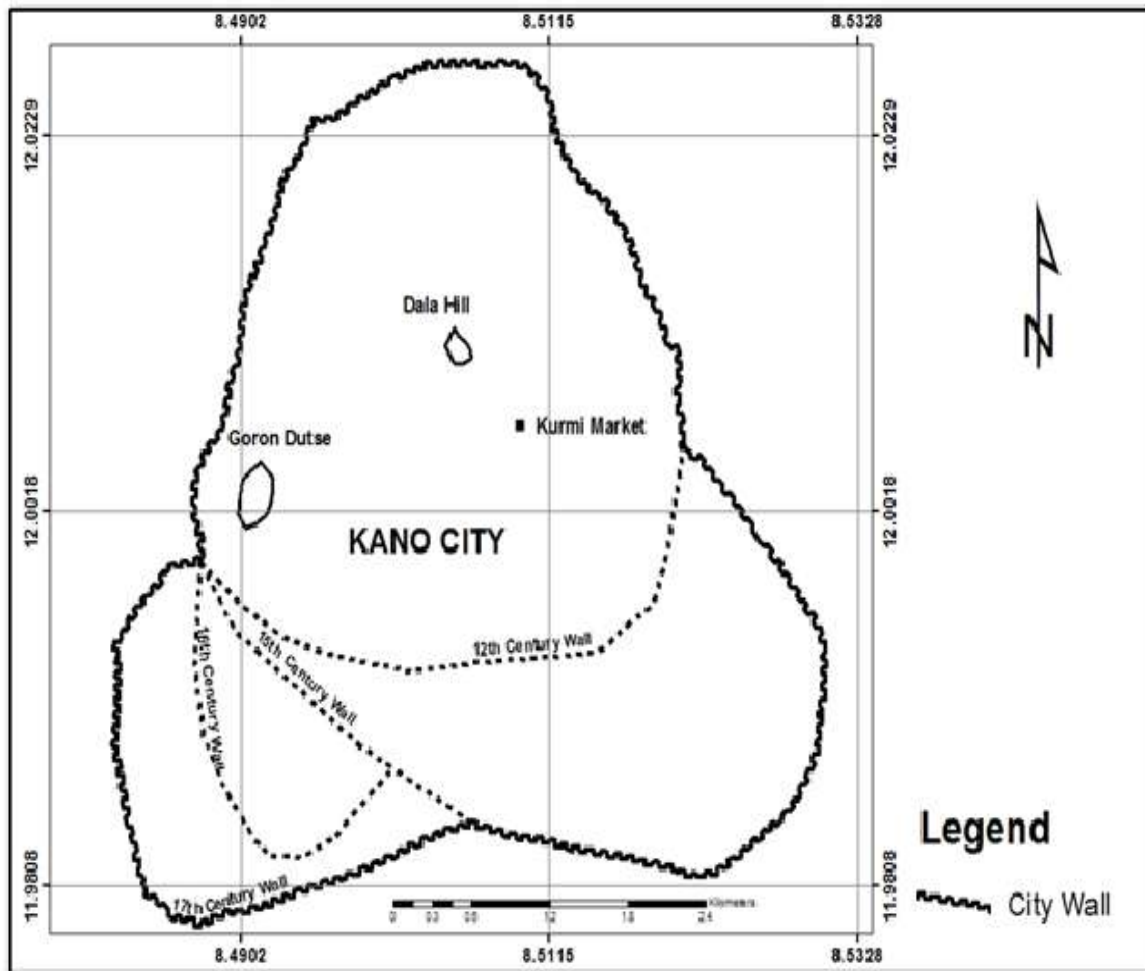 8.4902 8.5115 8.5328
12.0229 12.0229
Dala Hill
N
Kurmi Market
Goron Dutse
12.0018 12.0018
KANO CITY
12th Century Wall
15th Century Wall
16th Century Wall
Legend
11.9808 11.9808
17th Century Wall
Kilometers
0
City Wall
8.4902 8.5115 8.5328